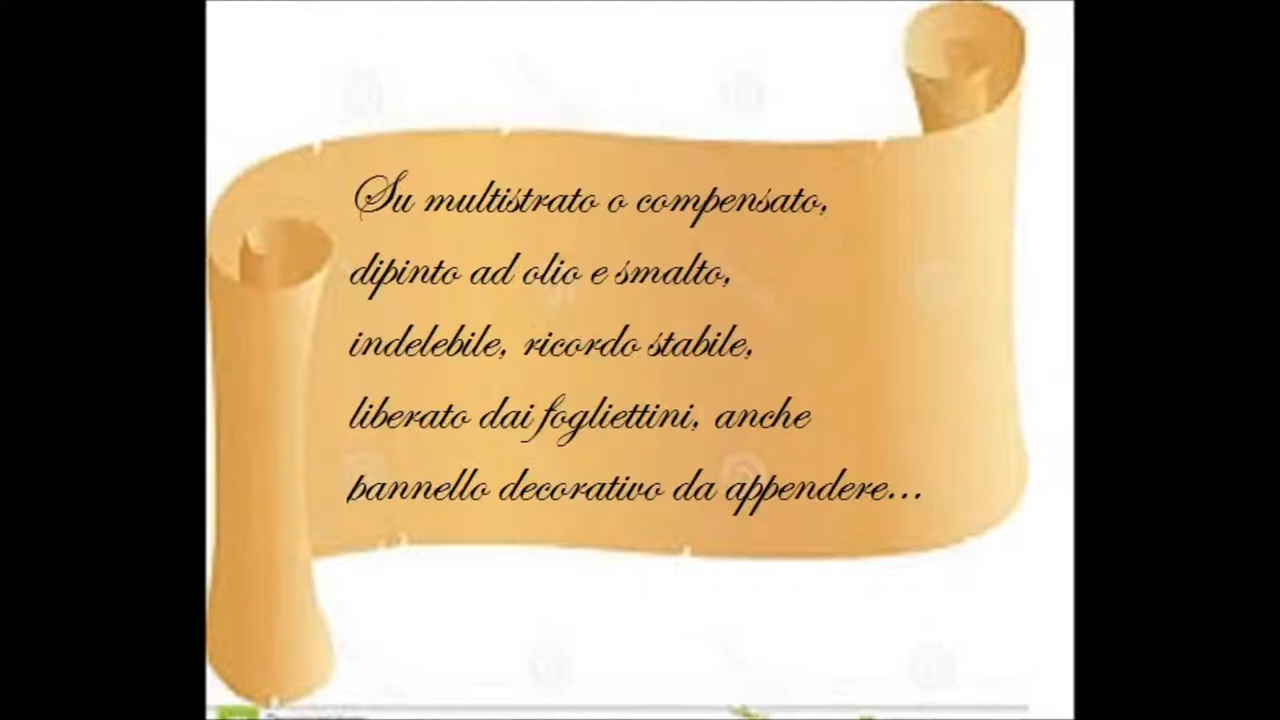 Su multistrato o compensato,
dipinto ad olio e smalto,
indelebile, ricordo stabile,
liberato dai fogliettini, anche
pannello decorativo da appendere...